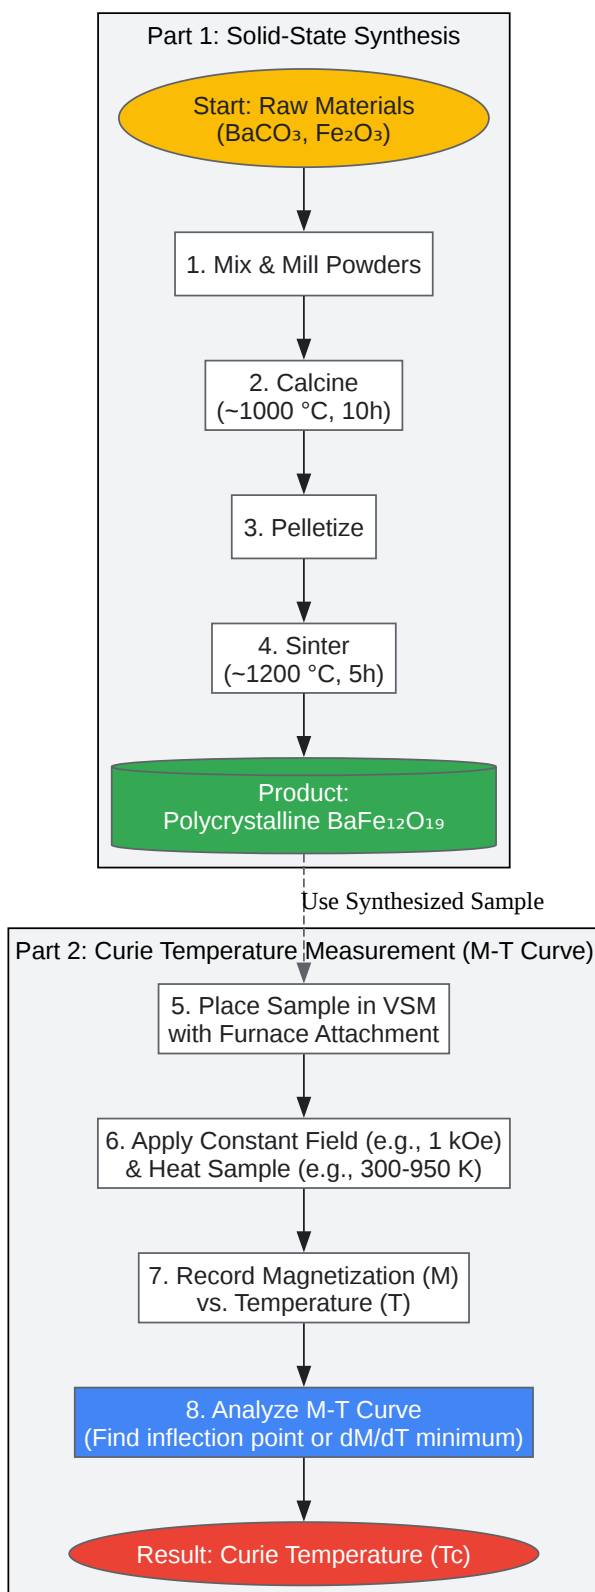 Part 1: Solid-State Synthesis
Start: Raw Materials
(BaCO₃, Fe₂O₃)
1. Mix & Mill Powders
2. Calcine
(~1000 °C, 10h)
3. Pelletize
4. Sinter
(~1200 °C, 5h)
Product:
Polycrystalline BaFe₁₂O₁₉
Use Synthesized Sample
Part 2: Curie Temperature Measurement (M-T Curve)
5. Place Sample in VSM
with Furnace Attachment
6. Apply Constant Field (e.g., 1 kOe)
& Heat Sample (e.g., 300-950 K)
7. Record Magnetization (M)
vs. Temperature (T)
8. Analyze M-T Curve
(Find inflection point or dM/dT minimum)
Result: Curie Temperature (Tc)